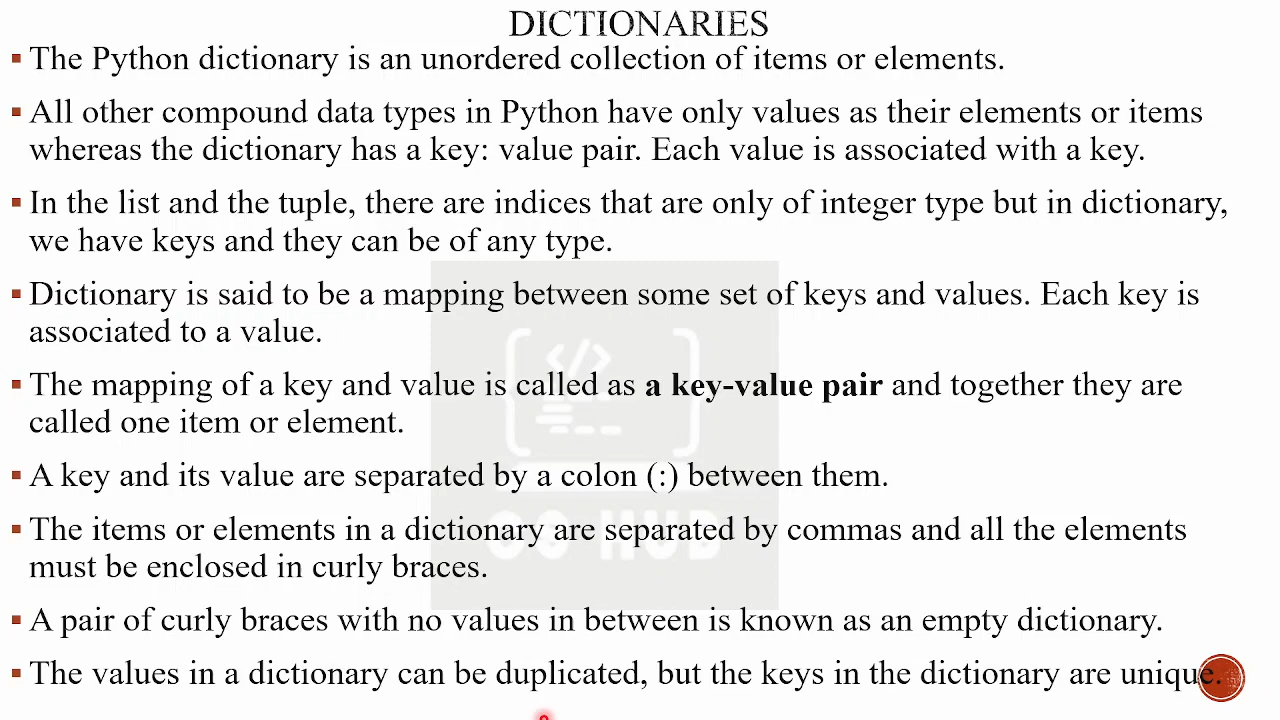 DICTIONARIES
▪ The Python dictionary is an unordered collection of items or elements.
▪ All other compound data types in Python have only values as their elements or items
whereas the dictionary has a key: value pair. Each value is associated with a key.
▪ In the list and the tuple, there are indices that are only of integer type but in dictionary,
we have keys and they can be of any type.
▪ Dictionary is said to be a mapping between some set of keys and values. Each key is
associated to a value.
▪ The mapping of a key and value is called as a key-value pair and together they are
called one item or element.
▪ A key and its value are separated by a colon (:) between them.
▪ The items or elements in a dictionary are separated by commas and all the elements
must be enclosed in curly braces.
▪ A pair of curly braces with no values in between is known as an empty dictionary.
▪ The values in a dictionary can be duplicated, but the keys in the dictionary are unique.